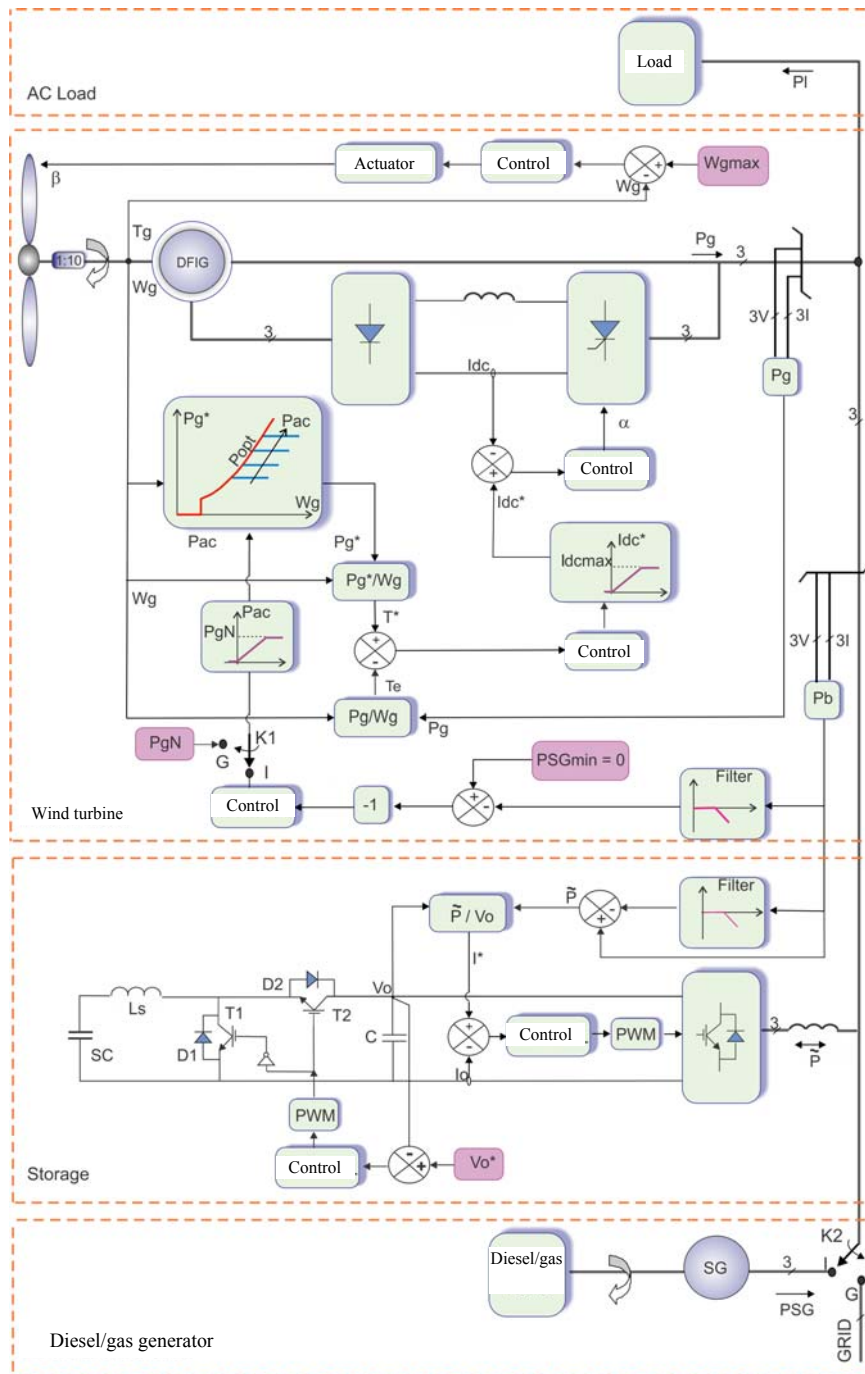 Load
Pl
AC Load
β
Actuator
Control
Wg
Wgmax
+
-
Tg
1:10
DFIG
Wg
Pg
3
3
3
3V
3I
Idc
Pg
Pg*
Popt
Pac
Wg
α
Control
-
+
Idc*
3
Pac
Pg*
Idc*
Idcmax
Pg*/Wg
Wg
T*
Pac
PgN
+
-
Control
Te
3V
3I
Pb
Pg/Wg
Pg
PgN
K1
G
I
PSGmin = 0
Filter
Control
-1
+
-
Wind turbine
P̃ / Vo
P̃
-
+
Filter
I*
D2
Vo
T2
Ls
T1
D1
SC
C
+
-
Control
PWM
3
P̃
Io
PWM
Control
-
+
Vo*
Storage
K2
Diesel/gas
SG
3
I
G
PSG
GRID
Diesel/gas generator